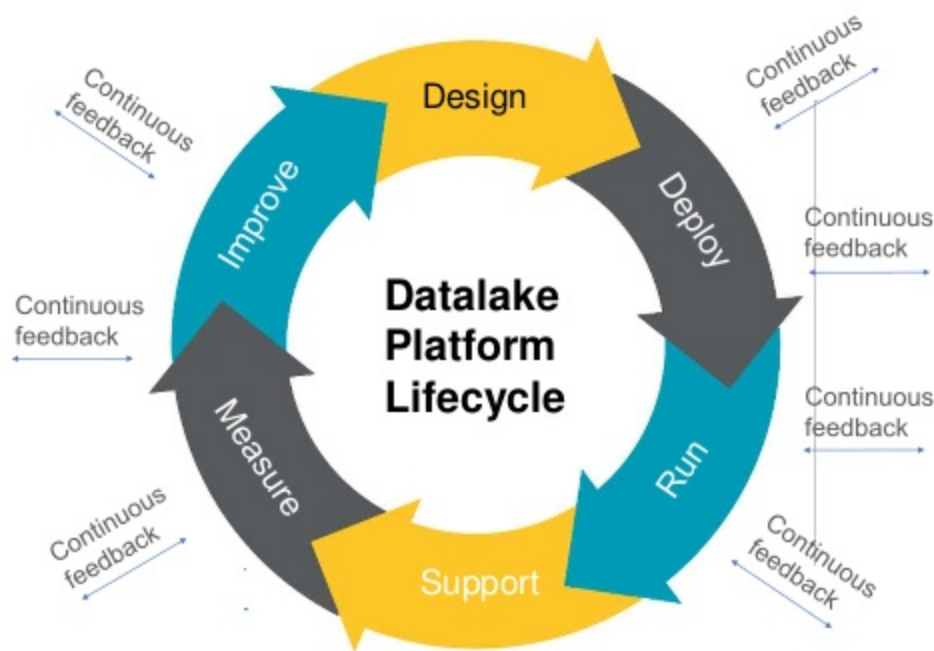 Design
Deploy
Run
Support
Measure
Improve
Datalake
Platform
Lifecycle
Continuous
feedback
Continuous
feedback
Continuous
feedback
Continuous
feedback
Continuous
feedback
Continuous
feedback
Continuous
feedback